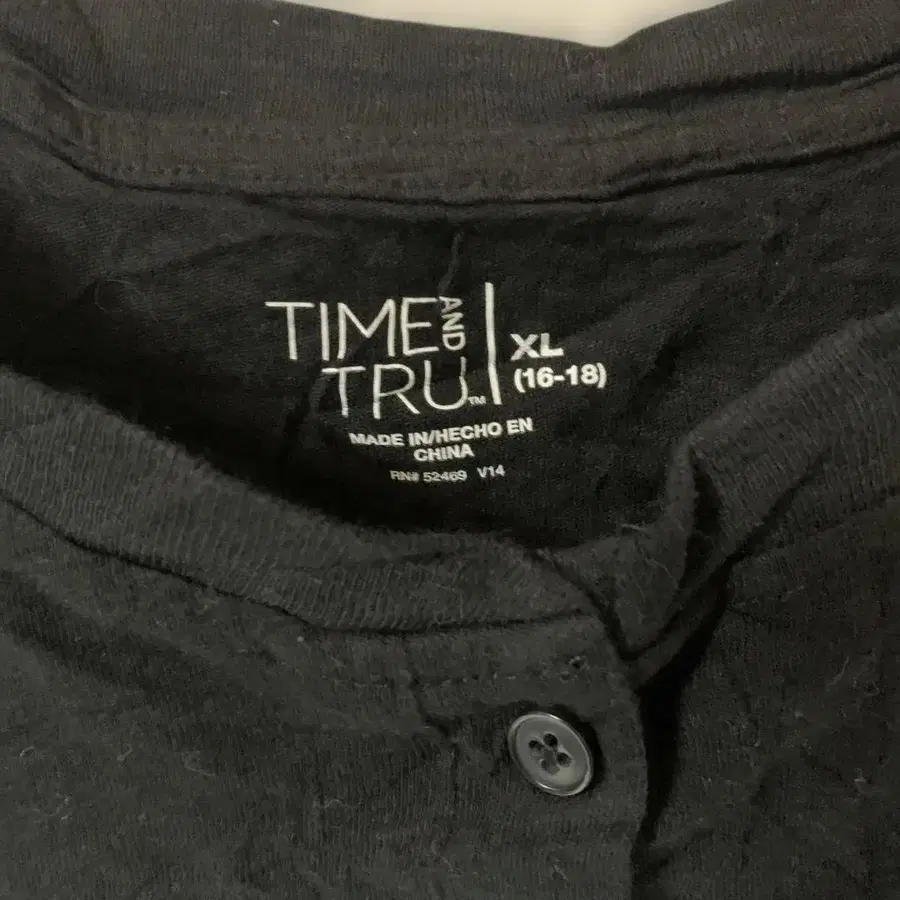 TIME AND
TRU™
XL
(16-18)
MADE IN/HECHO EN
CHINA
RN# 52469 V14